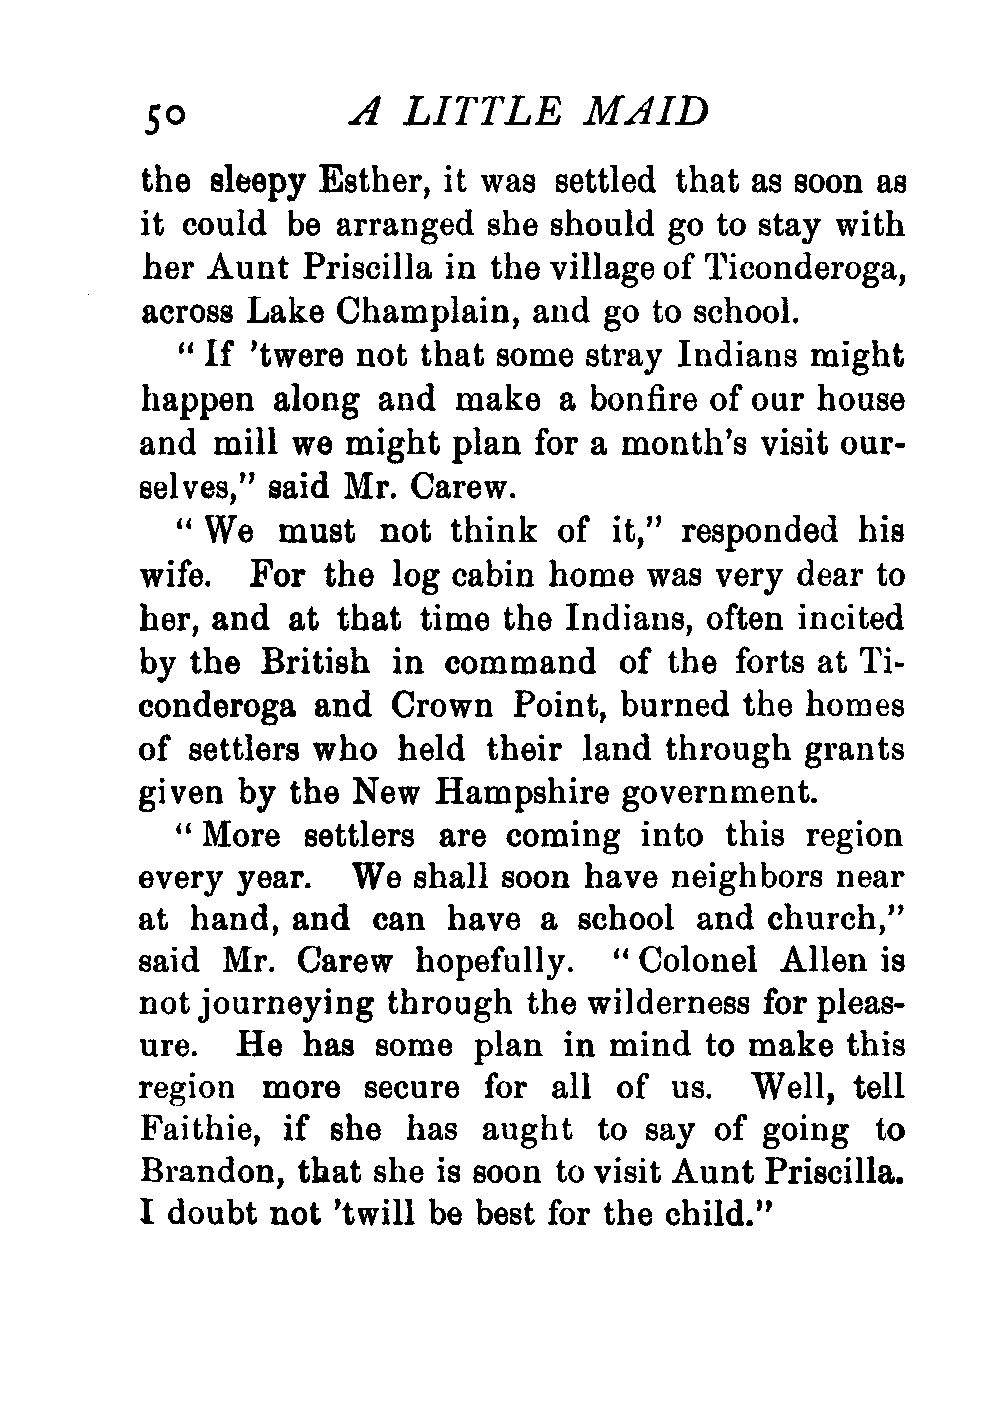 50 A LITTLE MAID
the sleepy Esther, it was settled that as soon as
it could be arranged she should go to stay with
her Aunt Priscilla in the village of Ticonderoga,
across Lake Champlain, and go to school.
" If 'twere not that some stray Indians might
happen along and make a bonfire of our house
and mill we might plan for a month's visit our-
selves," said Mr. Carew.
" We must not think of it," responded his
wife. For the log cabin home was very dear to
her, and at that time the Indians, often incited
by the British in command of the forts at Ti-
conderoga and Crown Point, burned the homes
of settlers who held their land through grants
given by the New Hampshire government.
" More settlers are coming into this region
every year. We shall soon have neighbors near
at hand, and can have a school and church,"
said Mr. Carew hopefully. " Colonel Allen is
not journeying through the wilderness for pleas-
ure. He has some plan in mind to make this
region more secure for all of us. Well, tell
Faithie, if she has aught to say of going to
Brandon, that she is soon to visit Aunt Priscilla.
I doubt not 'twill be best for the child."